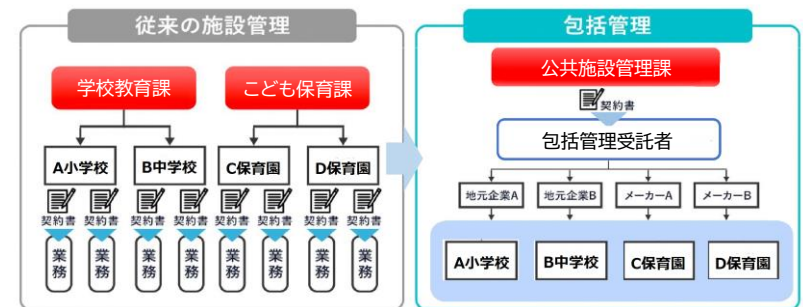 従来の施設管理
学校教育課
こども保育課
A小学校
B中学校
C保育園
D保育園
契約書
契約書
契約書
契約書
契約書
契約書
契約書
契約書
業務
業務
業務
業務
業務
業務
業務
業務
包括管理
公共施設管理課
契約書
包括管理受託者
地元企業A
地元企業B
メーカーA
メーカーB
A小学校
B中学校
C保育園
D保育園